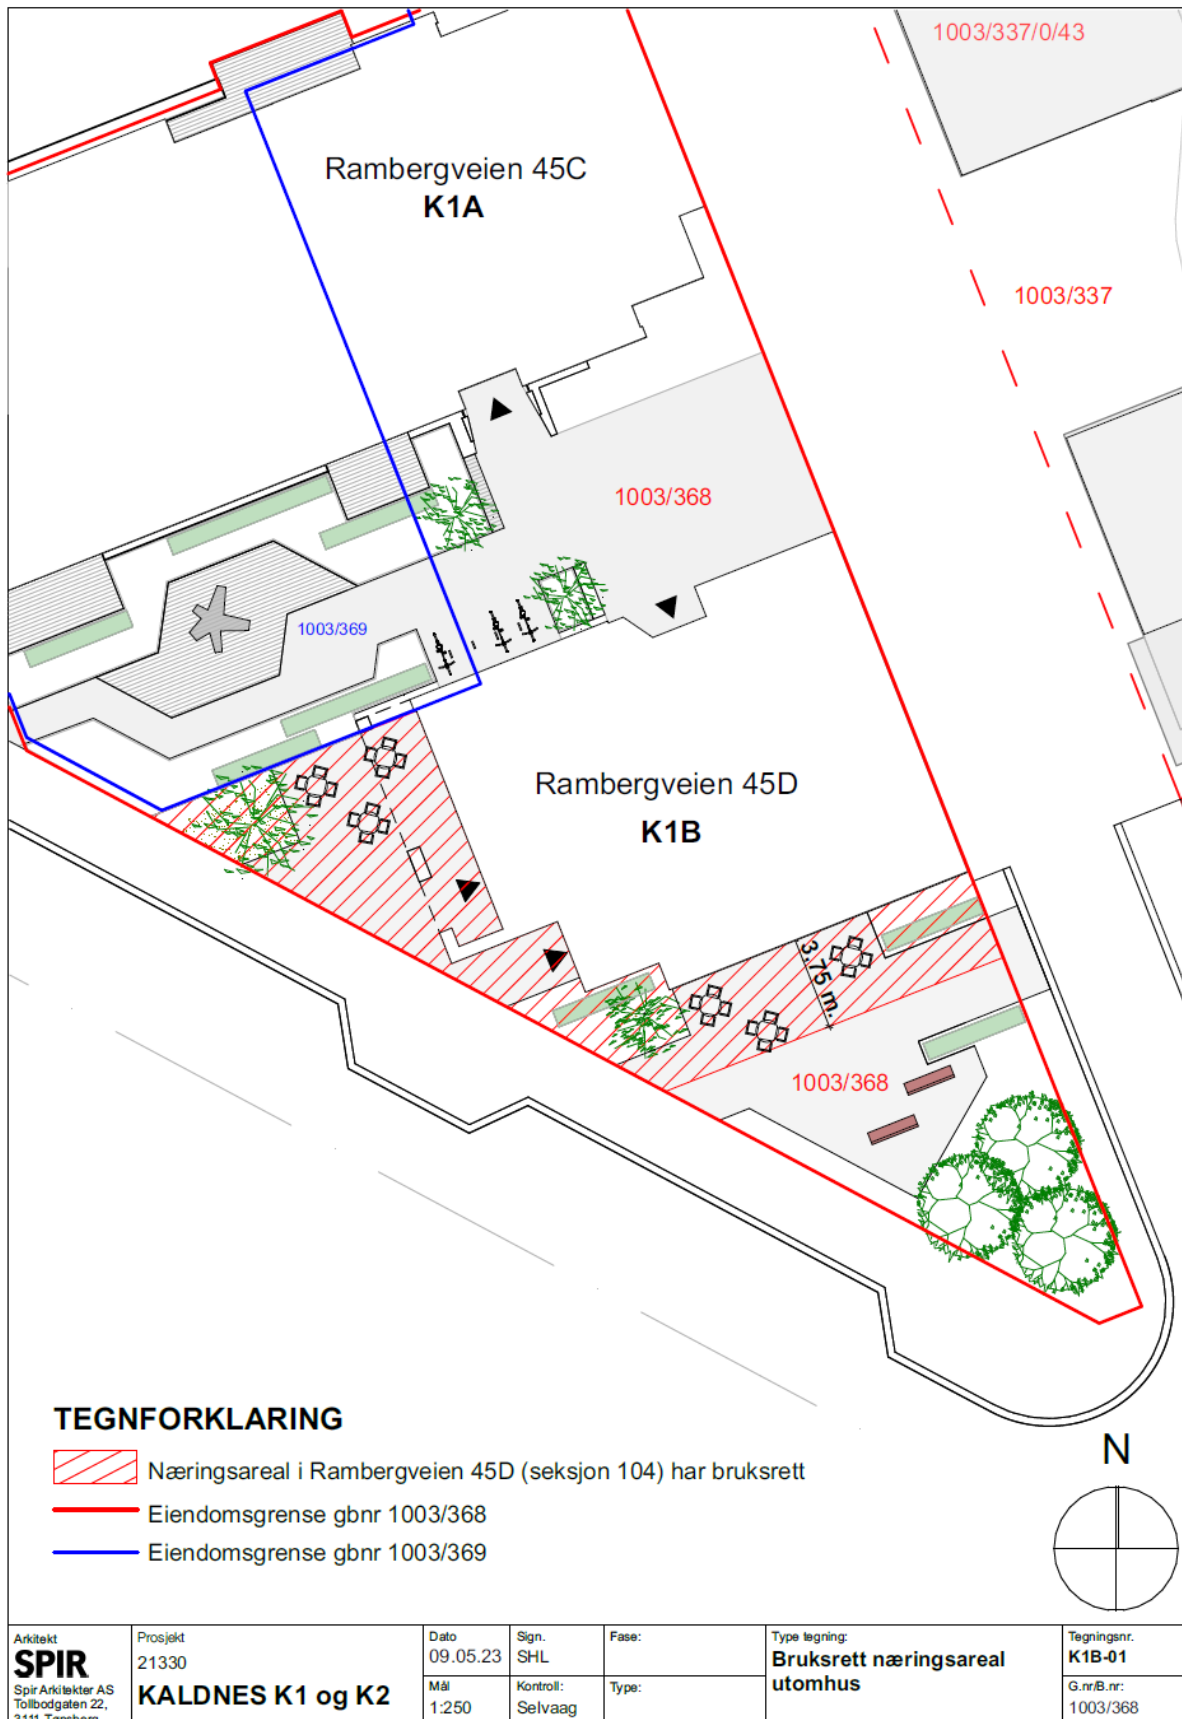 1003/337/0/43
Rambergveien 45C
K1A
1003/337
1003/368
1003/369
Rambergveien 45D
K1B
3,75 m.
1003/368
TEGNFORKLARING
Næringsareal i Rambergveien 45D (seksjon 104) har bruksrett
Eiendomsgrense gbnr 1003/368
Eiendomsgrense gbnr 1003/369
N
Arkitekt
SPIR
Spir Arkitekter AS
Tollbodgaten 22,
3111 Tønsberg
Prosjekt
21330
KALDNES K1 og K2
Dato
09.05.23
Mål
1:250
Sign.
SHL
Kontroll:
Selvaag
Fase:
Type:
Type tegning:
Bruksrett næringsareal
utomhus
Tegningsnr.
K1B-01
G.nr/B.nr:
1003/368